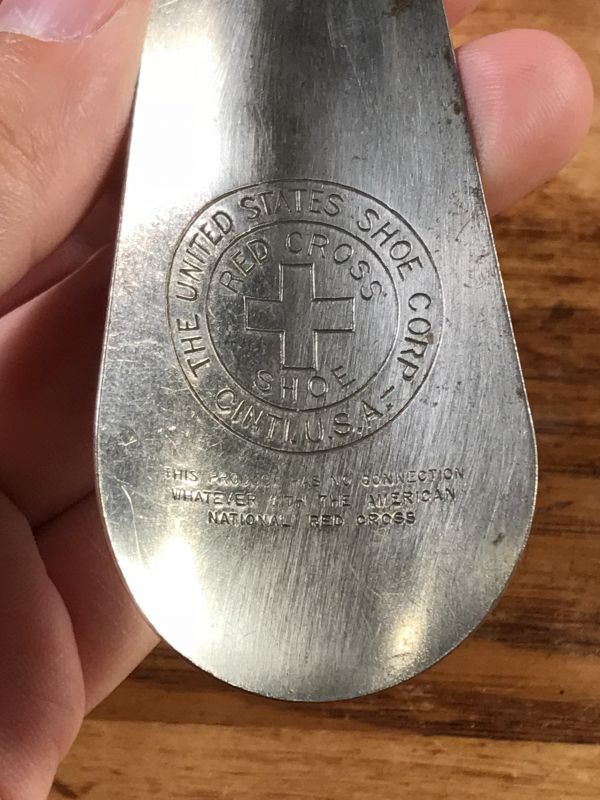 THE UNITED STATES SHOE CORP.-
CINTI. U.S.A.-
RED CROSS
SHOE
THIS PRODUCT HAS NO CONNECTION
WHATEVER WITH THE AMERICAN
NATIONAL RED CROSS